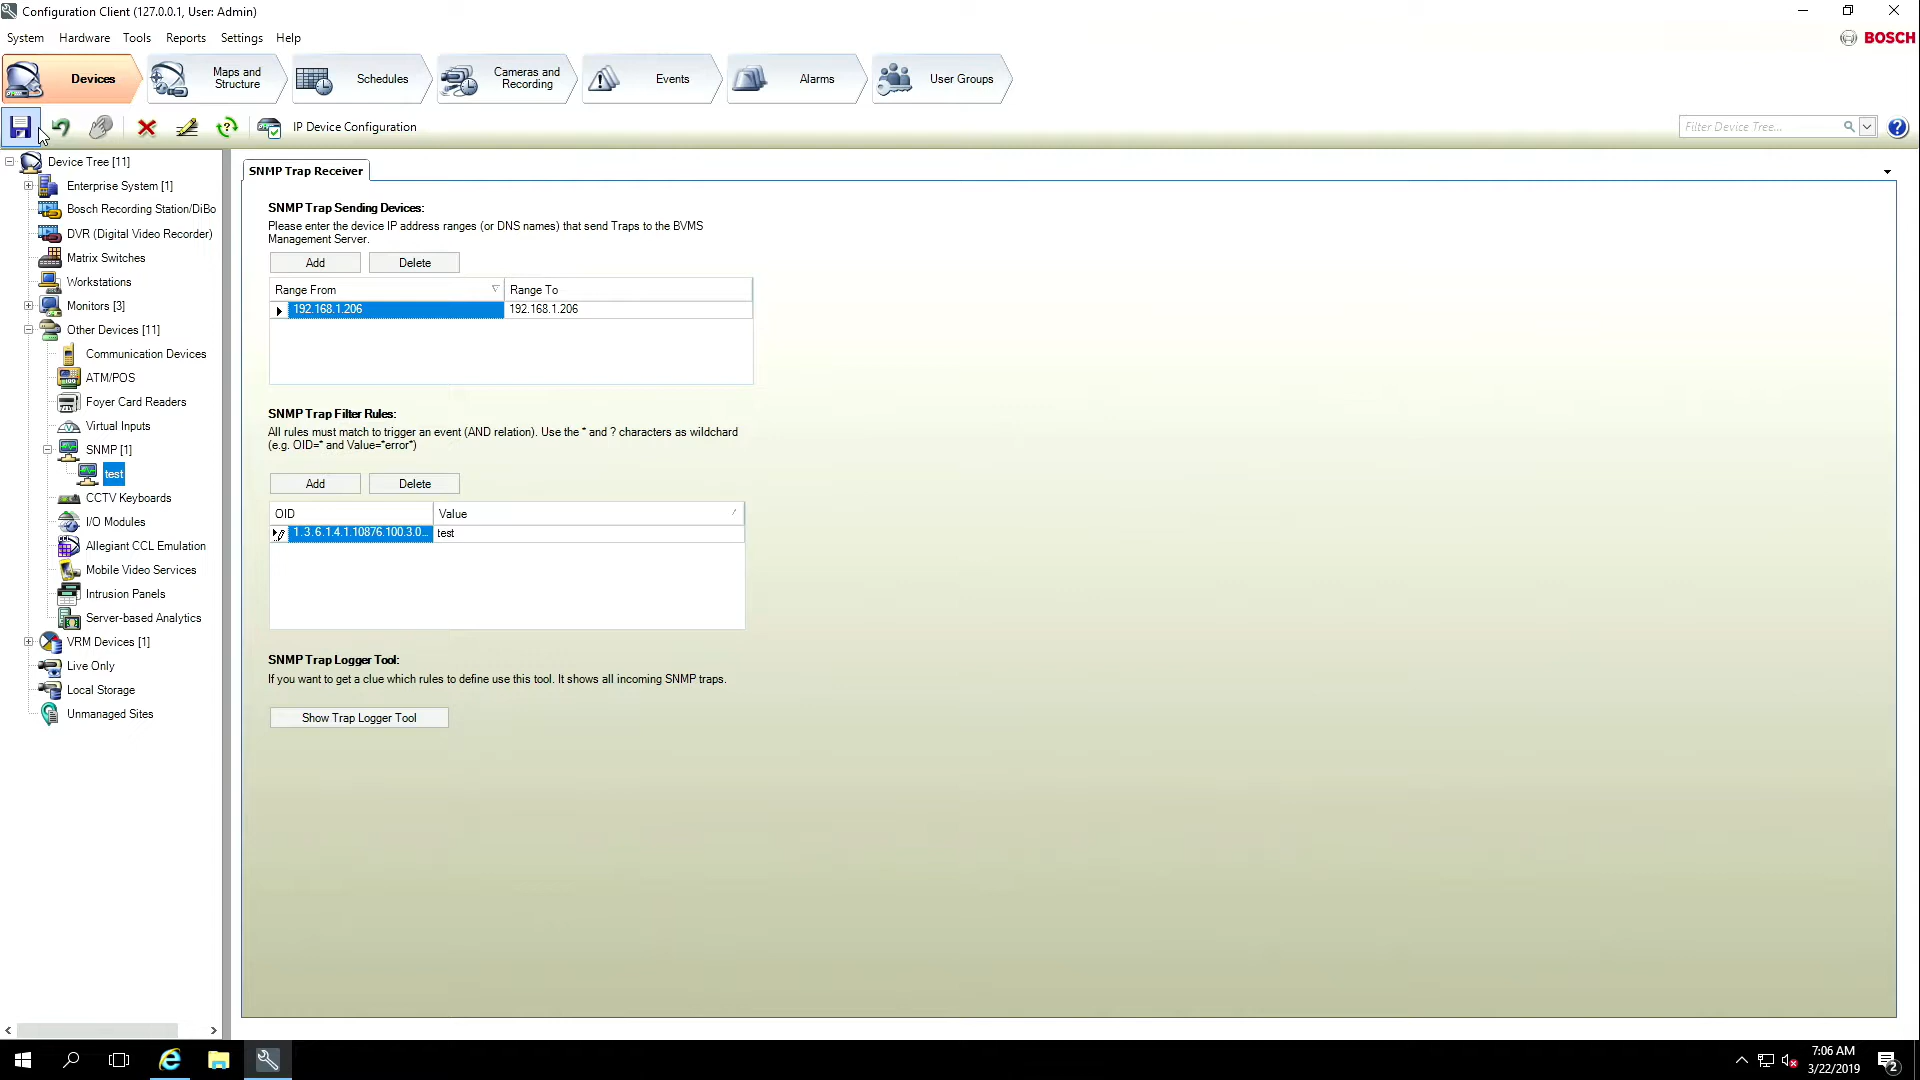 Configuration Client (127.0.0.1, User: Admin)
System Hardware Tools Reports Settings Help
BOSCH
Devices
Maps and
Structure
Schedules
Cameras and
Recording
Events
Alarms
User Groups
IP Device Configuration
Filter Device Tree...
Device Tree [11]
Enterprise System [1]
Bosch Recording Station/DiBo
DVR (Digital Video Recorder)
Matrix Switches
Workstations
Monitors [3]
Other Devices [11]
Communication Devices
ATM/POS
Foyer Card Readers
Virtual Inputs
SNMP [1]
test
CCTV Keyboards
I/O Modules
Allegiant CCL Emulation
Mobile Video Services
Intrusion Panels
Server-based Analytics
VRM Devices [1]
Live Only
Local Storage
Unmanaged Sites
SNMP Trap Receiver
SNMP Trap Sending Devices:
Please enter the device IP address ranges (or DNS names) that send Traps to the BVMS
Management Server.
Add Delete
Range From Range To
192.168.1.206 192.168.1.206
SNMP Trap Filter Rules:
All rules must match to trigger an event (AND relation). Use the * and ? characters as wildchard
(e.g. OID=* and Value=*error*)
Add Delete
OID Value
1.3.6.1.4.1.10876.100.3.0... test
SNMP Trap Logger Tool:
If you want to get a clue which rules to define use this tool. It shows all incoming SNMP traps.
Show Trap Logger Tool
7:06 AM
3/22/2019
2